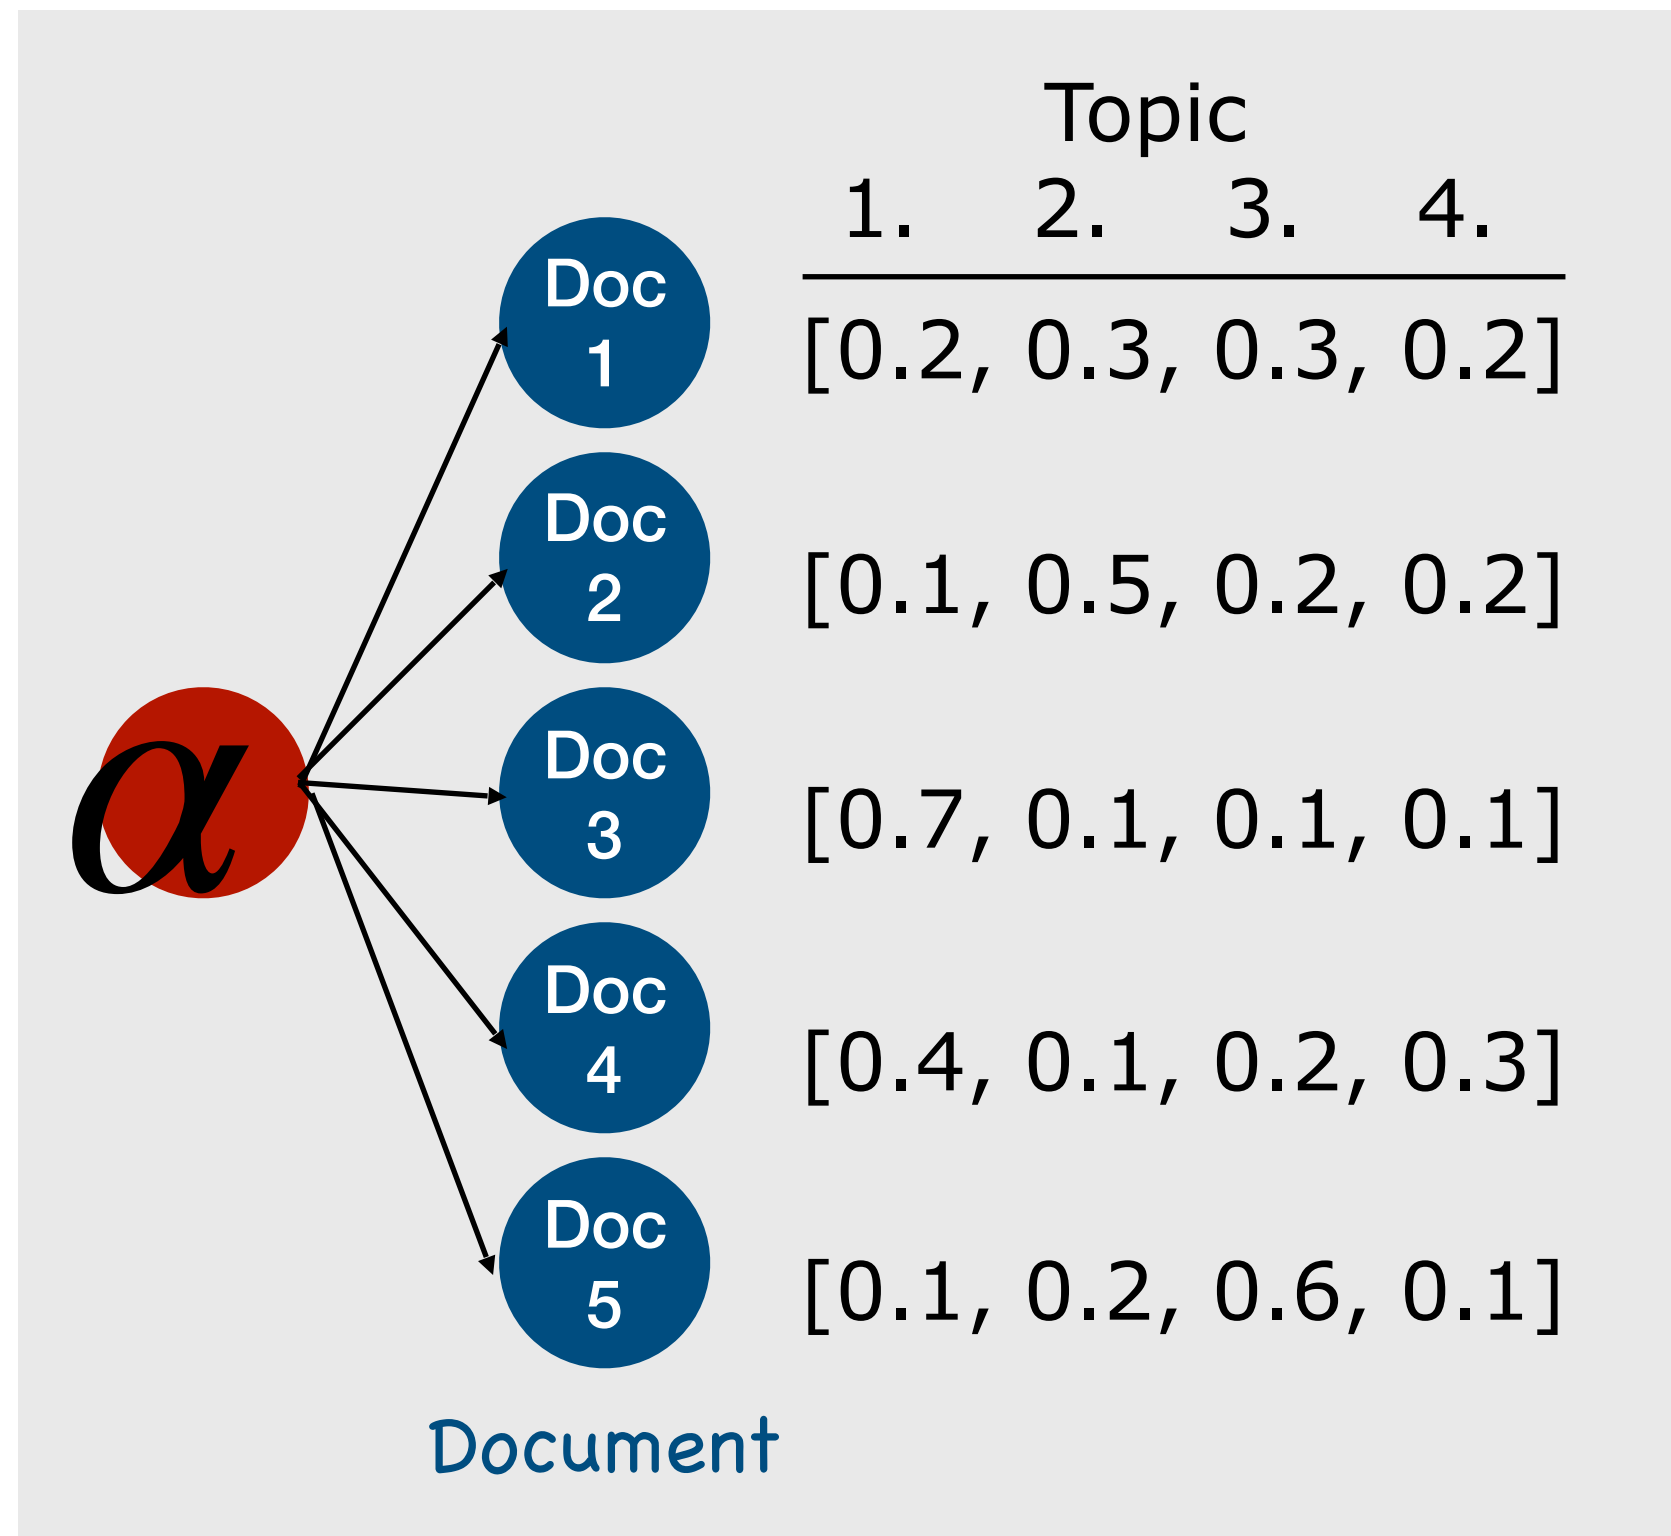 Topic
1. 2. 3. 4.
Doc
1
[0.2, 0.3, 0.3, 0.2]
Doc
2
[0.1, 0.5, 0.2, 0.2]
α
Doc
3
[0.7, 0.1, 0.1, 0.1]
Doc
4
[0.4, 0.1, 0.2, 0.3]
Doc
5
[0.1, 0.2, 0.6, 0.1]
Document